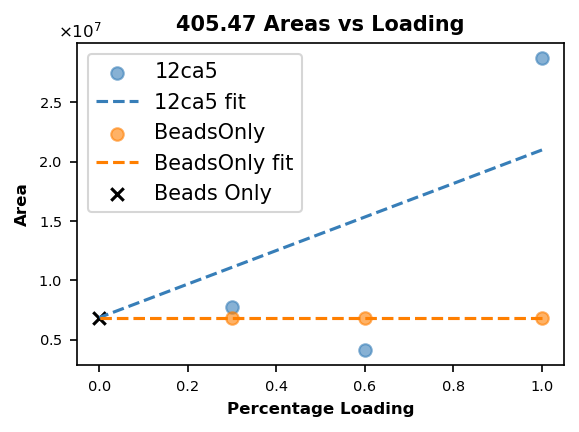 405.47 Areas vs Loading
×10⁷
12ca5
12ca5 fit
BeadsOnly
BeadsOnly fit
Beads Only
2.5
2.0
1.5
1.0
0.5
Area
0.0 0.2 0.4 0.6 0.8 1.0
Percentage Loading